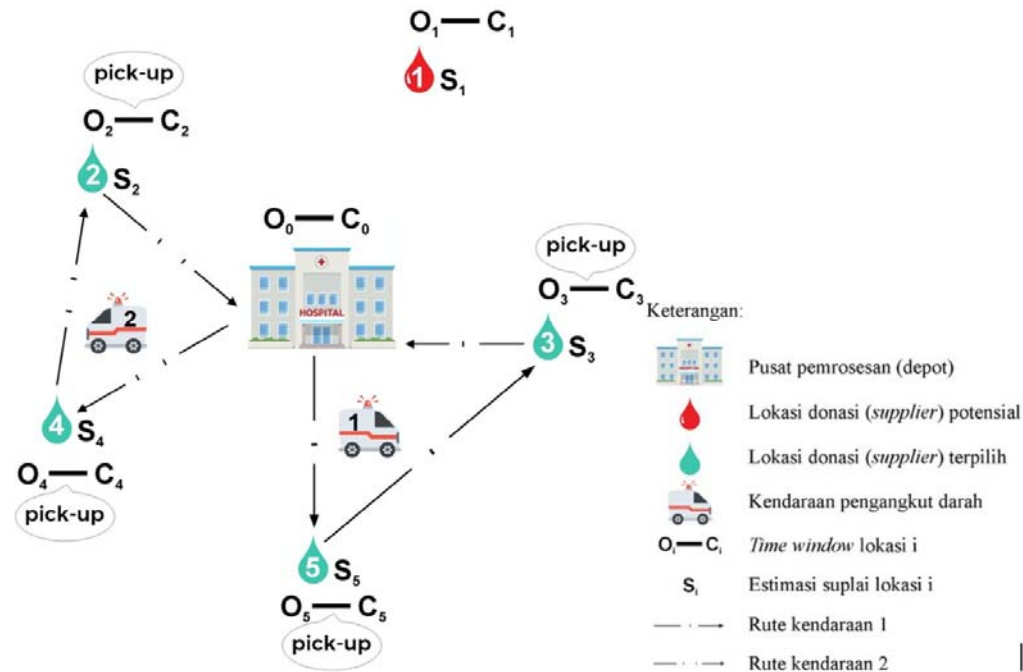 O₁ — C₁
1 S₁
pick-up
O₂ — C₂
2 S₂
O₀ — C₀
HOSPITAL
pick-up
O₃ — C₃
3 S₃
2
4 S₄
O₄ — C₄
pick-up
1
5 S₅
O₅ — C₅
pick-up
Keterangan:
Pusat pemrosesan (depot)
Lokasi donasi (supplier) potensial
Lokasi donasi (supplier) terpilih
Kendaraan pengangkut darah
Oᵢ — Cᵢ Time window lokasi i
Sᵢ Estimasi suplai lokasi i
Rute kendaraan 1
Rute kendaraan 2